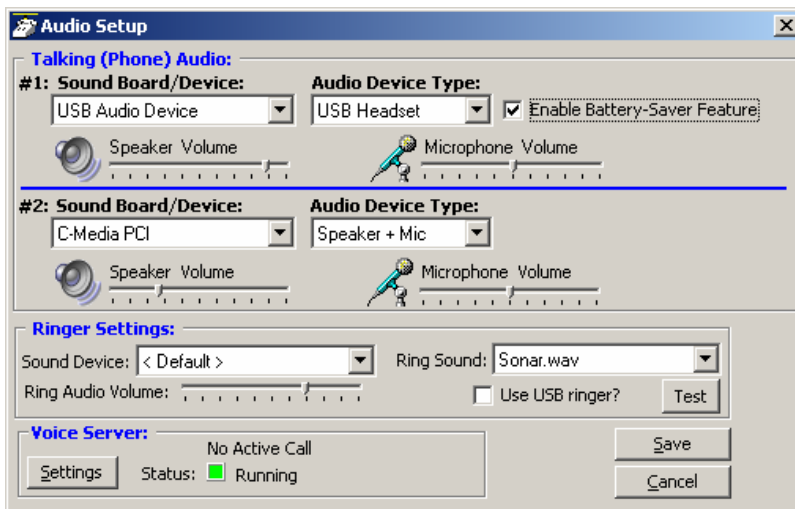 Audio Setup
Talking (Phone) Audio:
#1: Sound Board/Device: Audio Device Type:
USB Audio Device USB Headset Enable Battery-Saver Feature
Speaker Volume Microphone Volume
#2: Sound Board/Device: Audio Device Type:
C-Media PCI Speaker + Mic
Speaker Volume Microphone Volume
Ringer Settings:
Sound Device: < Default > Ring Sound: Sonar.wav
Ring Audio Volume: Use USB ringer? Test
Voice Server:
No Active Call
Settings Status: Running
Save
Cancel